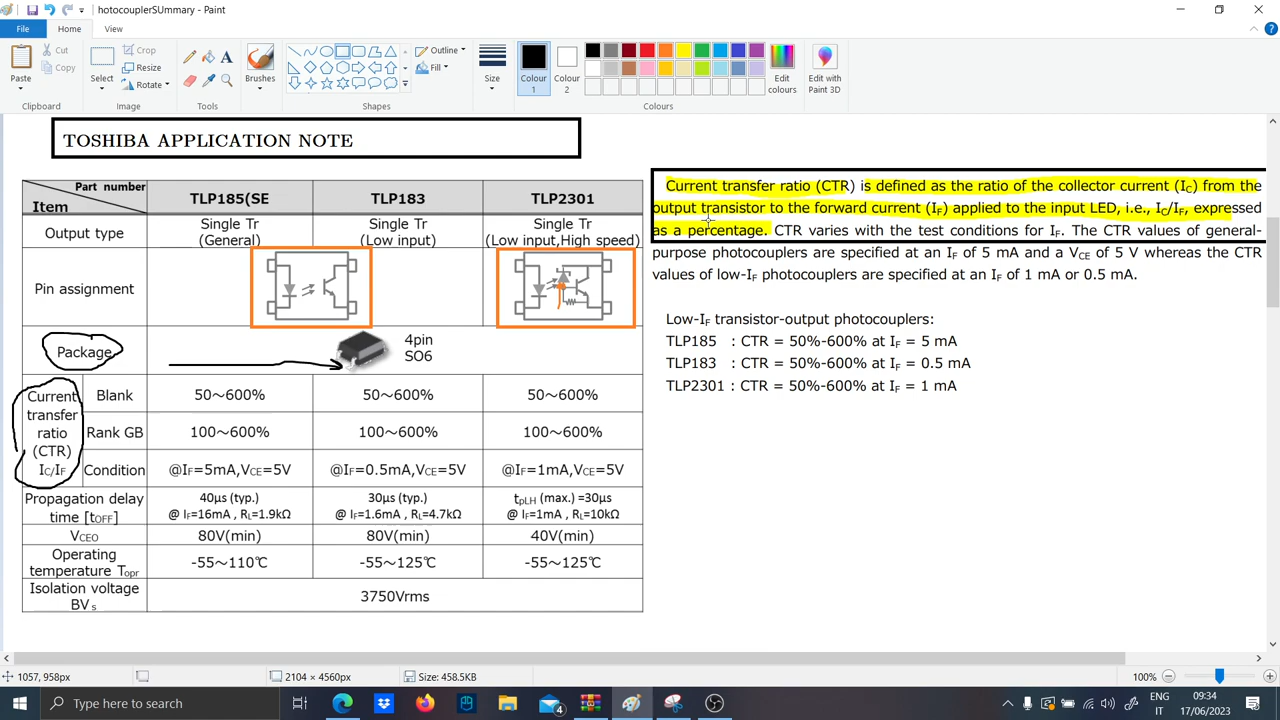 hotocouplerSUmmary - Paint
File
Home
View
Paste
Cut
Copy
Clipboard
Select
Crop
Resize
Rotate
Image
A
Tools
Brushes
Outline
Fill
Shapes
Size
Colour 1
Colour 2
Edit colours
Colours
Edit with Paint 3D
TOSHIBA APPLICATION NOTE
Part number
Item
TLP185(SE
TLP183
TLP2301
Output type
Single Tr (General)
Single Tr (Low input)
Single Tr (Low input,High speed)
Pin assignment
Package
4pin
SO6
Current transfer ratio (CTR) IC/IF
Blank
50～600%
50～600%
50～600%
Rank GB
100～600%
100～600%
100～600%
Condition
@IF=5mA,VCE=5V
@IF=0.5mA,VCE=5V
@IF=1mA,VCE=5V
Propagation delay time [tOFF]
40µs (typ.)
@ IF=16mA , RL=1.9kΩ
30µs (typ.)
@ IF=1.6mA , RL=4.7kΩ
tpLH (max.) =30µs
@ IF=1mA , RL=10kΩ
VCEO
80V(min)
80V(min)
40V(min)
Operating temperature Topr
-55～110℃
-55～125℃
-55～125℃
Isolation voltage BVs
3750Vrms
Current transfer ratio (CTR) is defined as the ratio of the collector current (IC) from the
output transistor to the forward current (IF) applied to the input LED, i.e., IC/IF, expressed
as a percentage. CTR varies with the test conditions for IF. The CTR values of general-
purpose photocouplers are specified at an IF of 5 mA and a VCE of 5 V whereas the CTR
values of low-IF photocouplers are specified at an IF of 1 mA or 0.5 mA.
Low-IF transistor-output photocouplers:
TLP185 : CTR = 50%-600% at IF = 5 mA
TLP183 : CTR = 50%-600% at IF = 0.5 mA
TLP2301 : CTR = 50%-600% at IF = 1 mA
1057, 958px
2104 × 4560px
Size: 458.5KB
100%
Type here to search
4
ENG
IT
09:34
17/06/2023